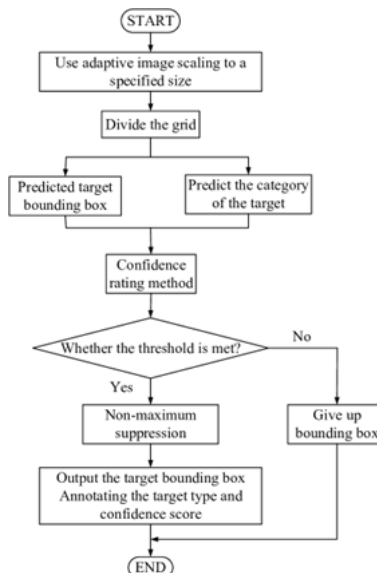 START
Use adaptive image scaling to a
specified size
Divide the grid
Predicted target
bounding box
Predict the category
of the target
Confidence
rating method
Whether the threshold is met?
No
Yes
Non-maximum
suppression
Give up
bounding box
Output the target bounding box
Annotating the target type and
confidence score
END